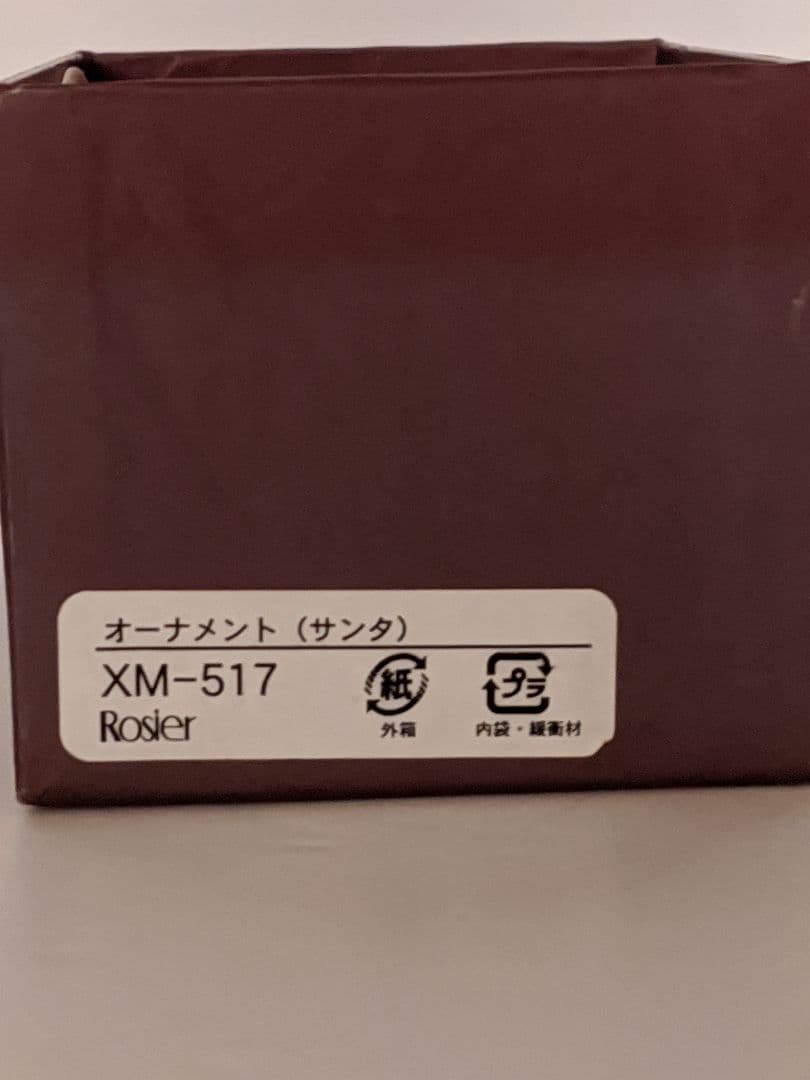 オーナメント（サンタ）
XM-517
Rosier
紙
外箱
プラ
内袋・緩衝材